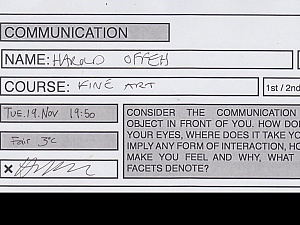 COMMUNICATION
NAME: HAROLD OFFEH
COURSE: FINE ART
1st / 2nd
TUE. 19. NOV 19:50
Fair 3°c
x
CONSIDER THE COMMUNICATION
OBJECT IN FRONT OF YOU. HOW DO
YOUR EYES, WHERE DOES IT TAKE YO
IMPLY ANY FORM OF INTERACTION, HO
MAKE YOU FEEL AND WHY, WHAT
FACETS DENOTE?